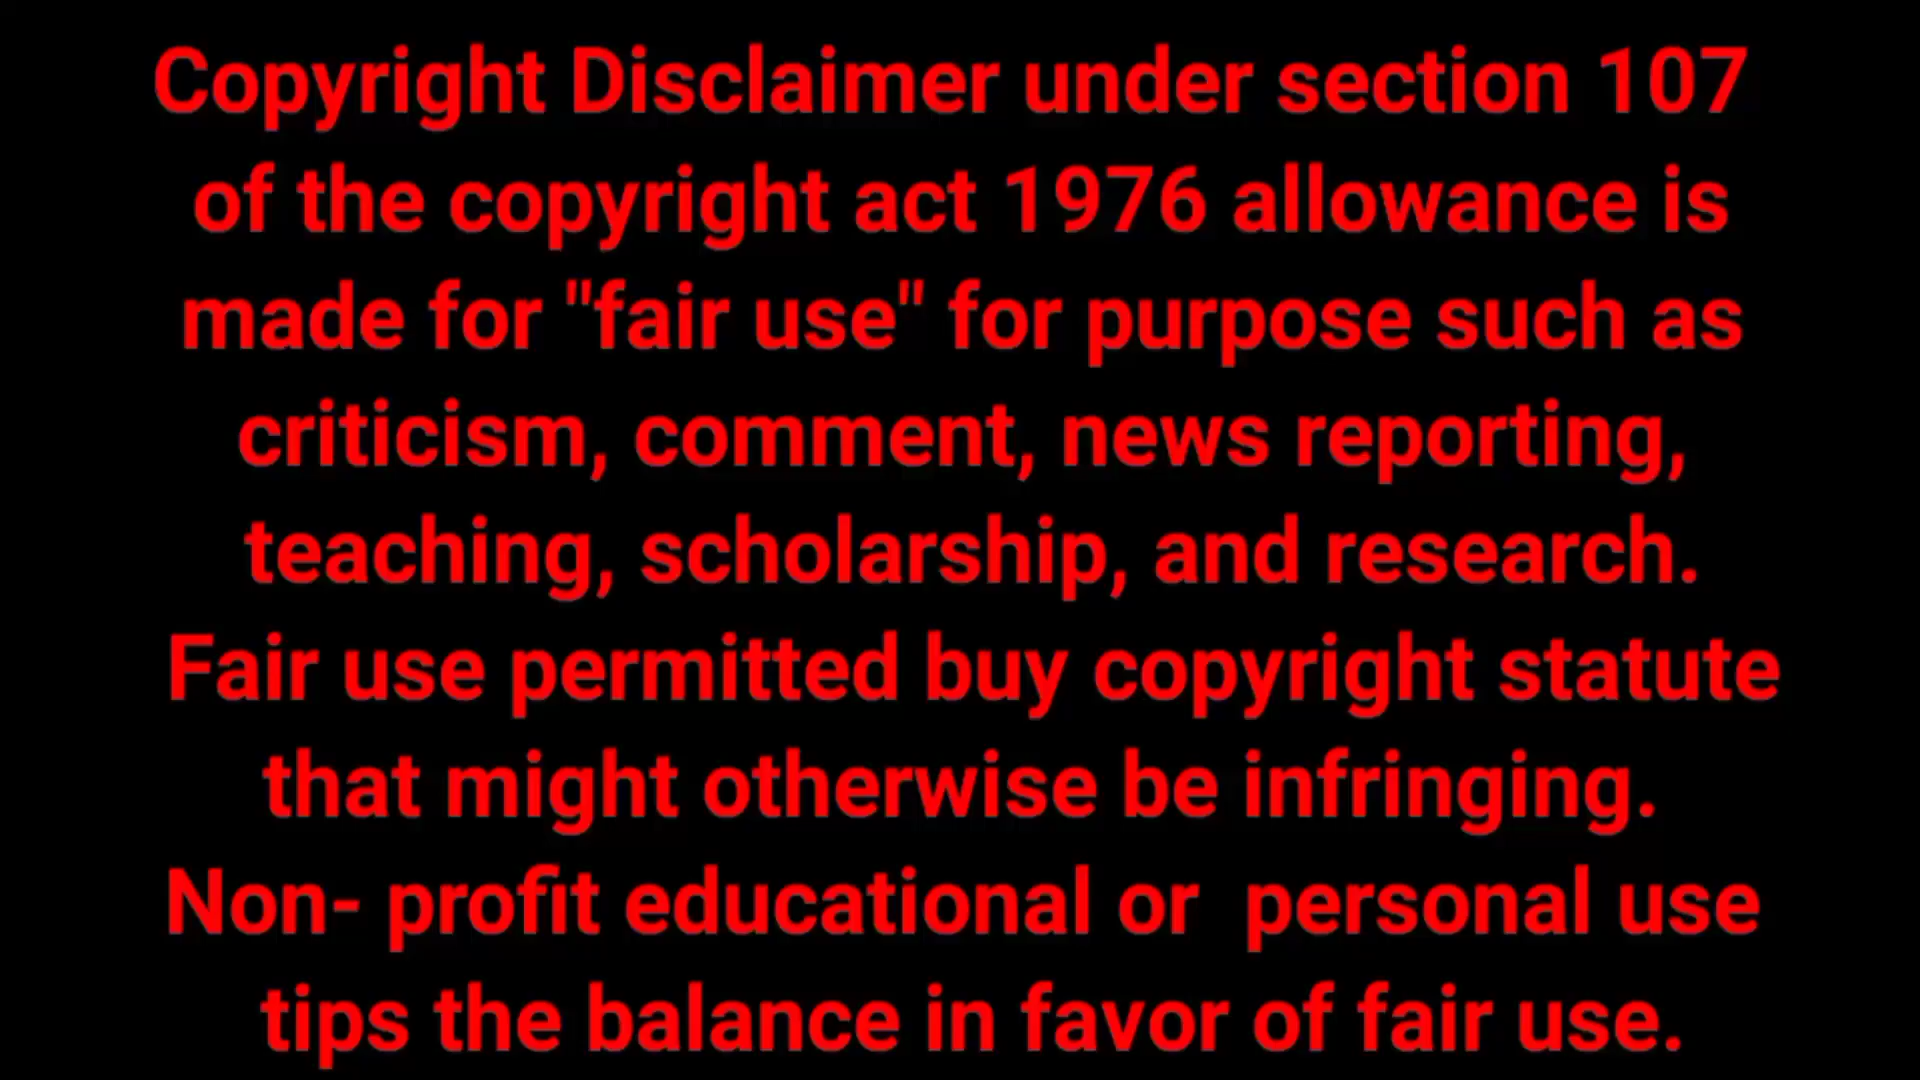 Copyright Disclaimer under section 107
of the copyright act 1976 allowance is
made for "fair use" for purpose such as
criticism, comment, news reporting,
teaching, scholarship, and research.
Fair use permitted buy copyright statute
that might otherwise be infringing.
Non- profit educational or  personal use
tips the balance in favor of fair use.